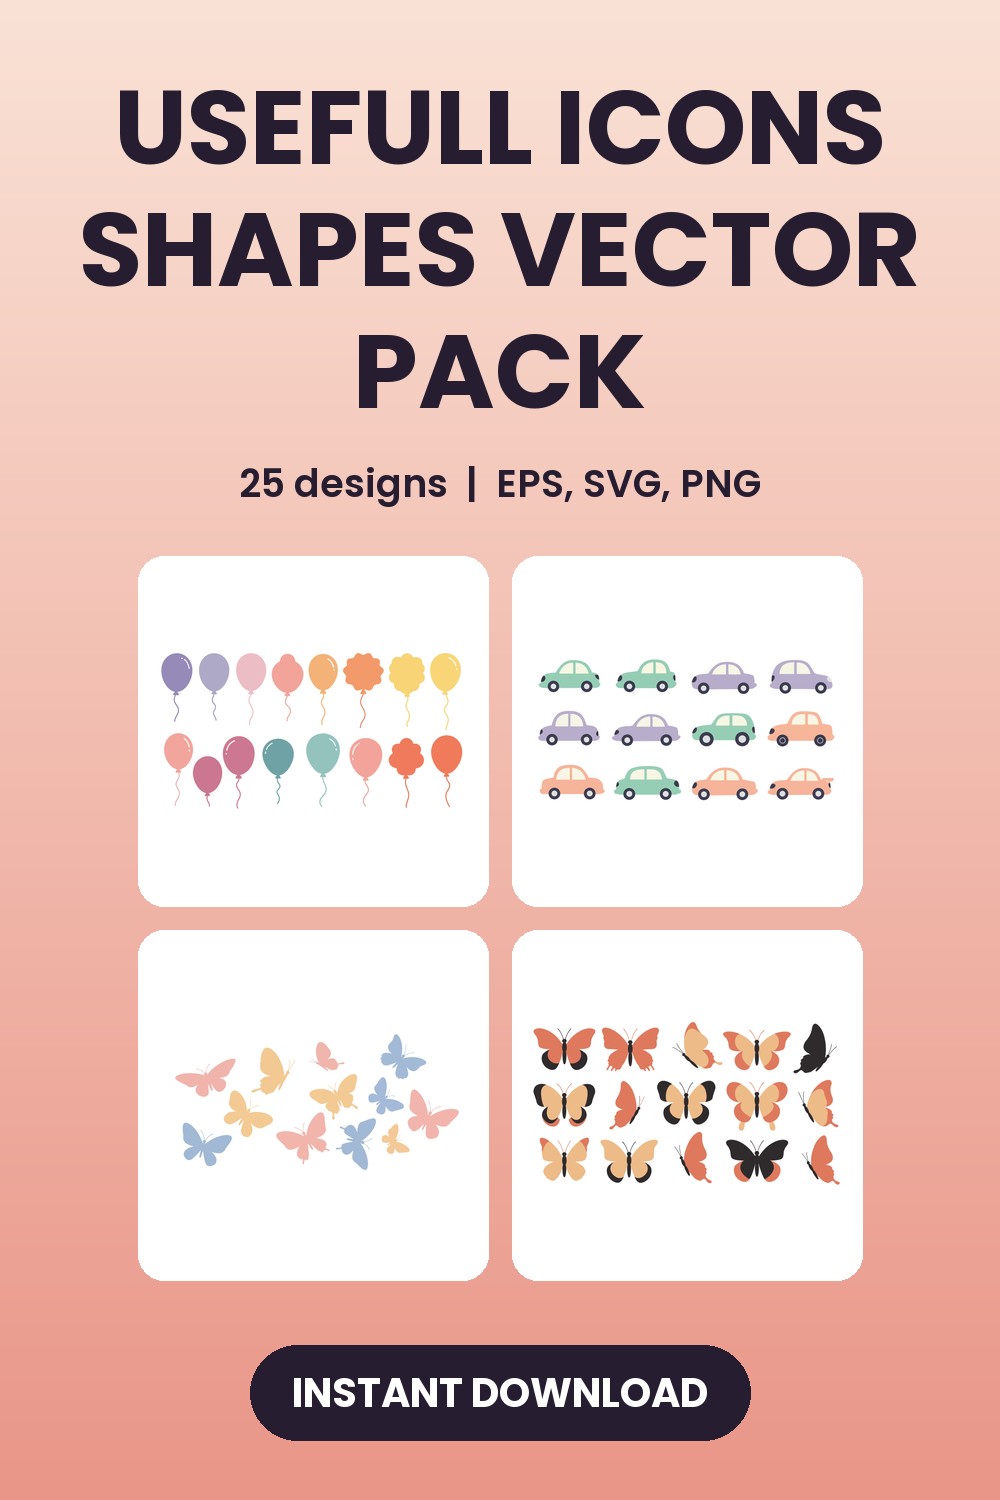 USEFULL ICONS
SHAPES VECTOR
PACK
25 designs | EPS, SVG, PNG
INSTANT DOWNLOAD